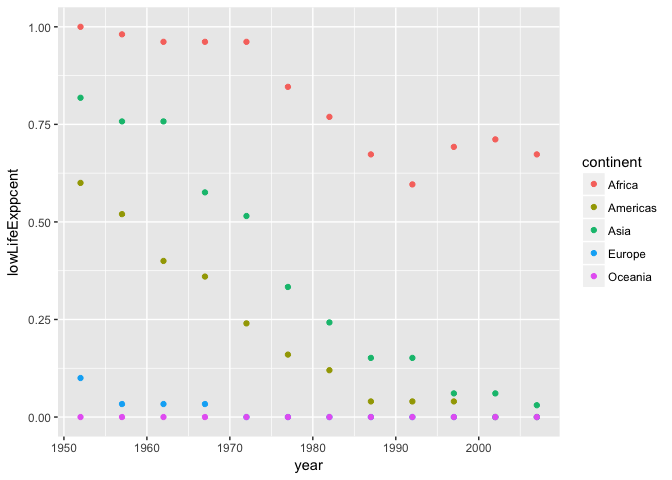 1.00
0.75
0.50
0.25
0.00
lowLifeExppcent
1950 1960 1970 1980 1990 2000
year
continent
Africa
Americas
Asia
Europe
Oceania